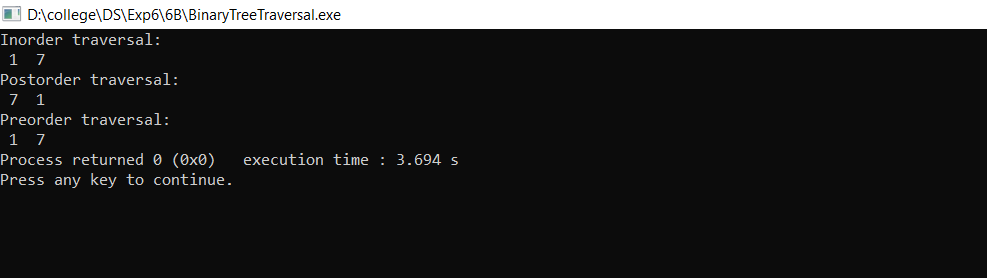 D:\college\DS\Exp6\6B\BinaryTreeTraversal.exe
Inorder traversal:
 1  7
Postorder traversal:
 7  1
Preorder traversal:
 1  7
Process returned 0 (0x0)   execution time : 3.694 s
Press any key to continue.